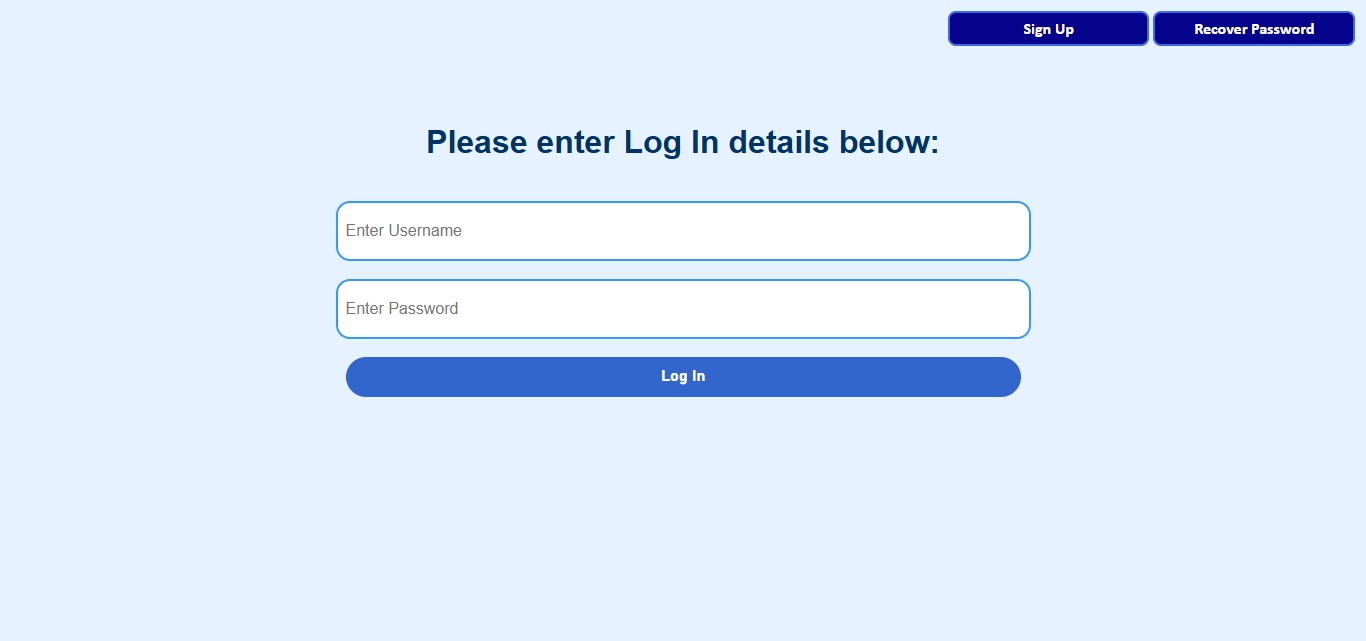 Sign Up
Recover Password
Please enter Log In details below:
Enter Username
Enter Password
Log In